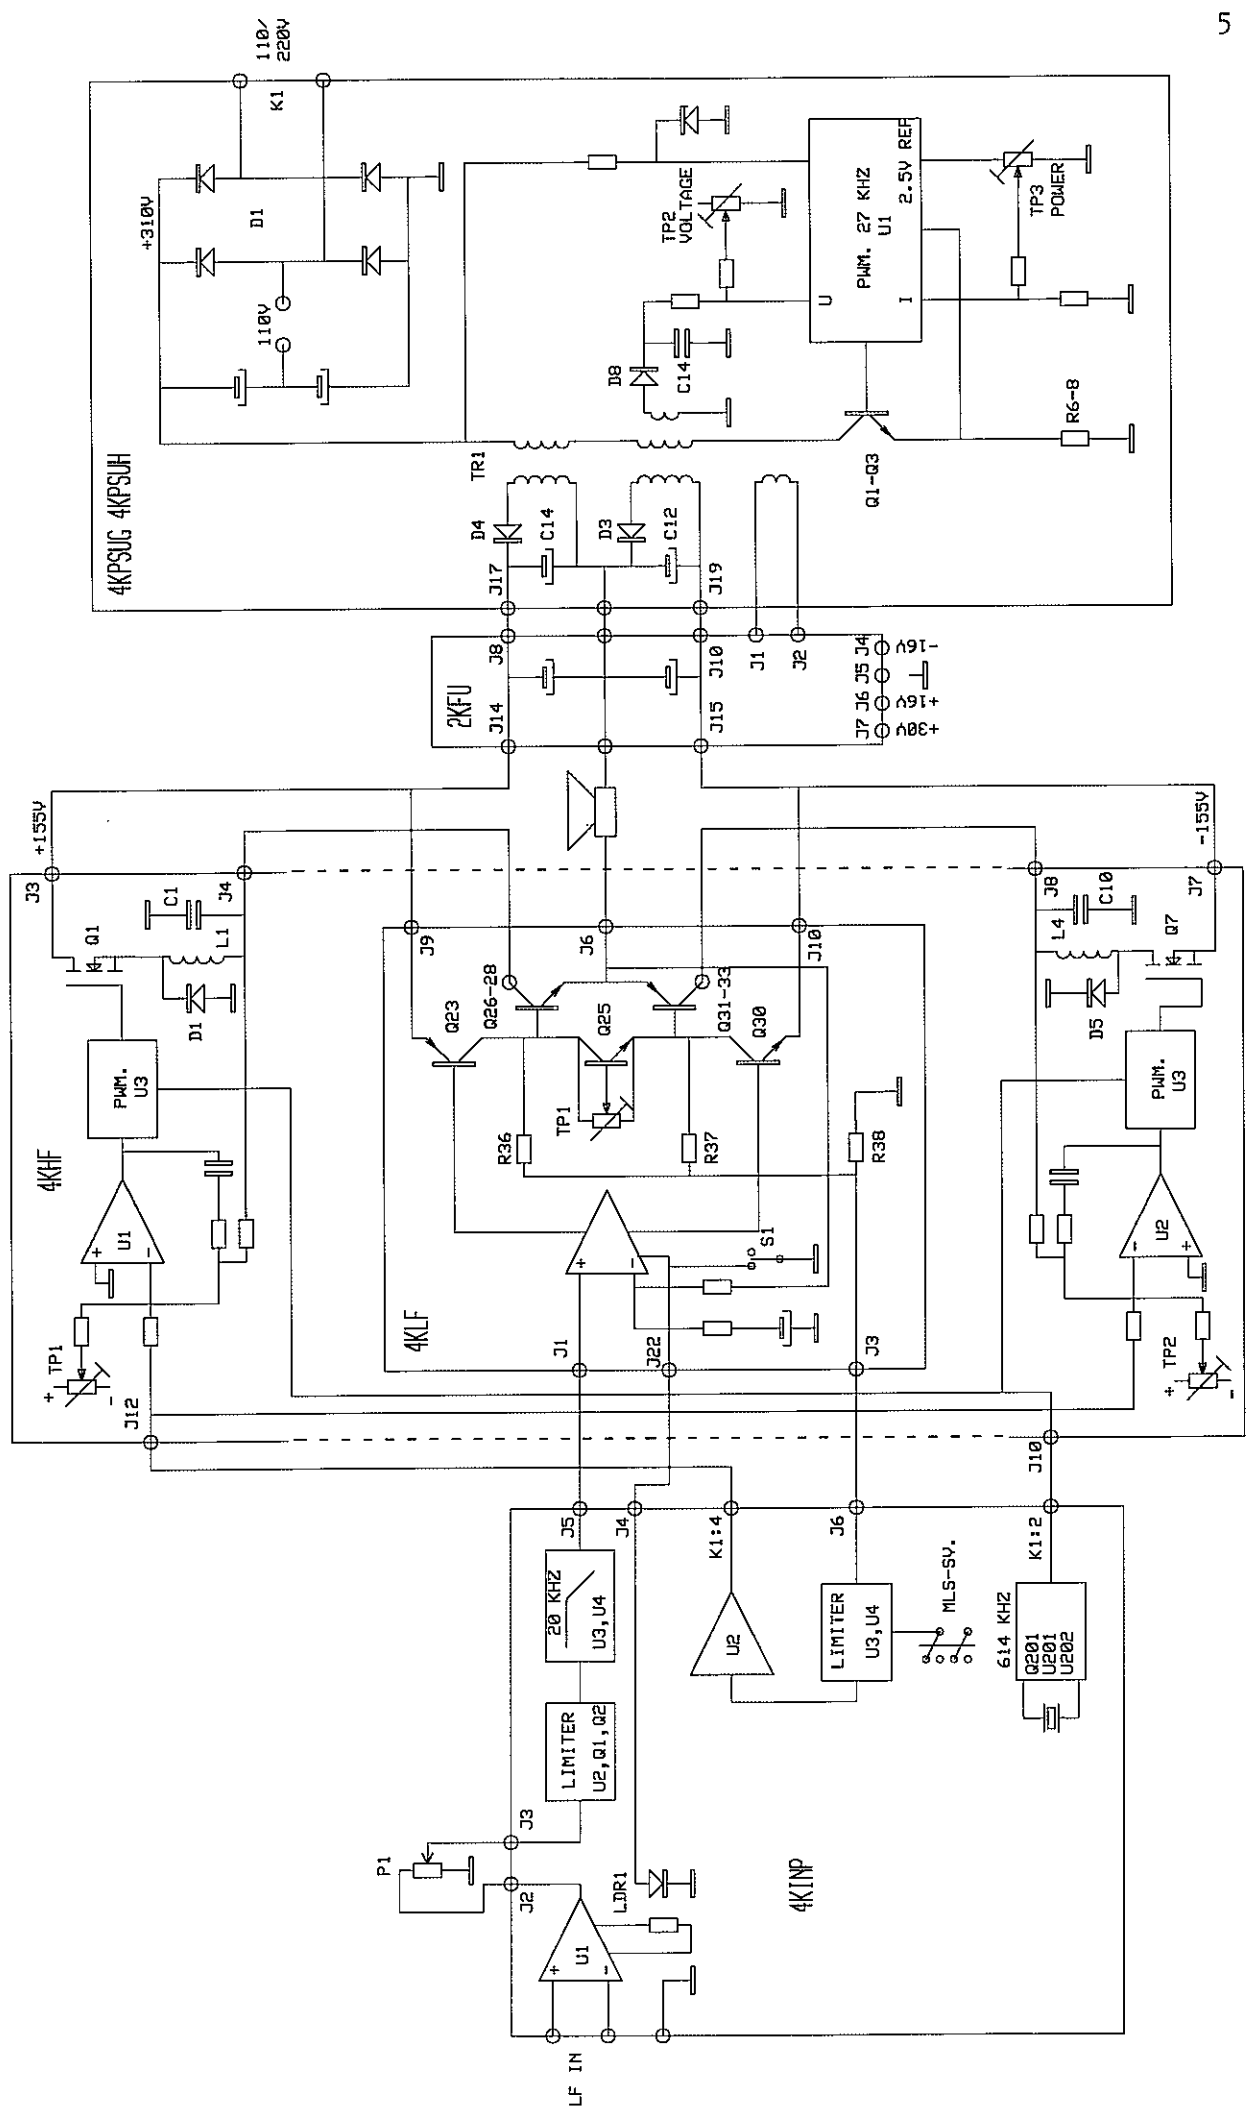 5
110/
220V
K1
+310V
D1
110V
4KPSUG 4KPSUH
TP2
VOLTAGE
PWM. 27 KHZ
U1
2.5V REF
U
I
TP3
POWER
D8
C14
TR1
Q1-Q3
R6-8
D4
C14
D3
C12
J17
J19
J8
J10
J1
J2
2KFU
J14
J15
J7
J6
J5
J4
+30V
+16V
-16V
+155V
-155V
J3
J4
C1
L1
Q1
D1
PWM.
U3
4KHF
U1
+
-
TP1
+
-
J12
J8
J7
C10
L4
Q7
D5
PWM.
U3
U2
-
+
TP2
+
-
J10
J9
J6
J10
Q23
Q26-28
Q25
Q31-33
Q30
TP1
R36
R37
R38
+
-
S1
4KLF
J1
J22
J3
J5
J4
K1:4
J6
K1:2
20 KHZ
U3,U4
LIMITER
U2,Q1,Q2
U2
LIMITER
U3,U4
MLS-SV.
614 KHZ
Q201
U201
U202
J3
P1
J2
LDR1
U1
+
-
4KINP
LF IN